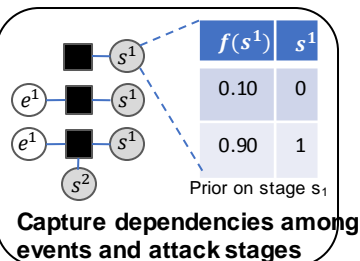 f(s¹) s¹
s¹
0.10 0
e¹ s¹
0.90 1
e¹ s¹
s²
Prior on stage s₁
Capture dependencies among
events and attack stages